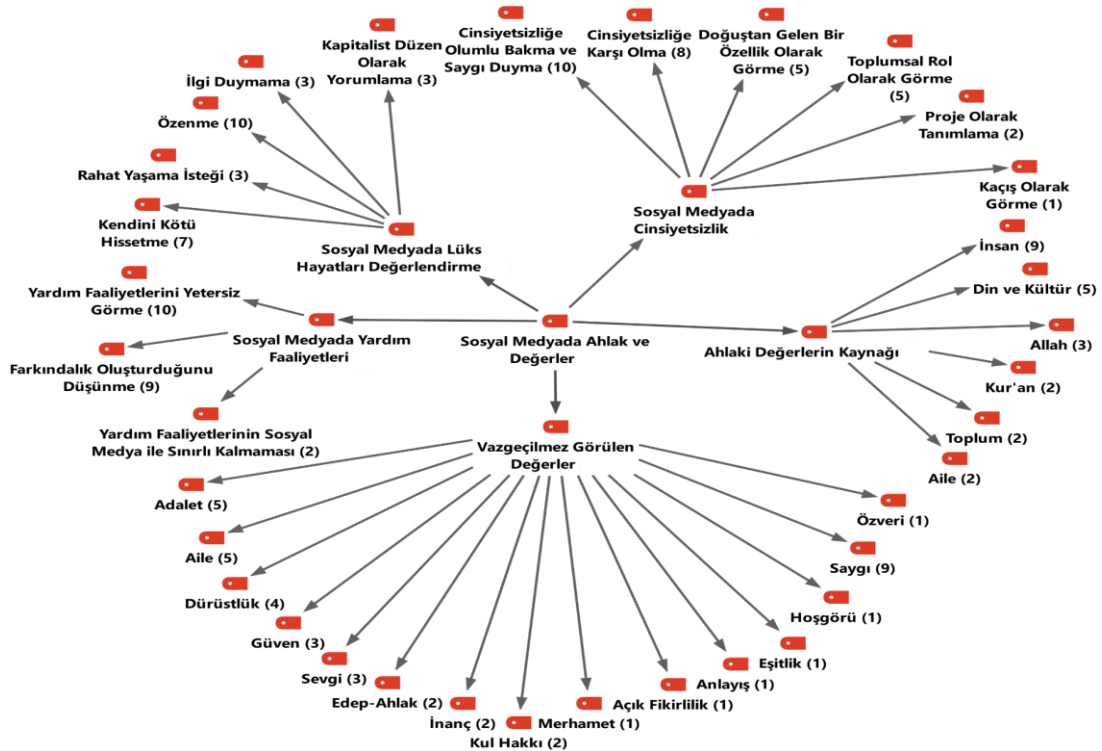 Cinsiyetsizliğe
Olumlu Bakma ve
Saygı Duyma (10)
Cinsiyetsizliğe
Karşı Olma (8)
Doğuştan Gelen Bir
Özellik Olarak
Görme (5)
Toplumsal Rol
Olarak Görme
(5)
Proje Olarak
Tanımlama (2)
Kaçış Olarak
Görme (1)
Sosyal Medyada
Cinsiyetsizlik
Kapitalist Düzen
Olarak
Yorumlama (3)
İlgi Duymama (3)
Özenme (10)
Rahat Yaşama İsteği (3)
Kendini Kötü
Hissetme (7)
Sosyal Medyada Lüks
Hayatları Değerlendirme
Yardım Faaliyetlerini Yetersiz
Görme (10)
Farkındalık Oluşturduğunu
Düşünme (9)
Yardım Faaliyetlerinin Sosyal
Medya ile Sınırlı Kalmaması (2)
Sosyal Medyada Yardım
Faaliyetleri
Sosyal Medyada Ahlak ve
Değerler
Ahlaki Değerlerin Kaynağı
İnsan (9)
Din ve Kültür (5)
Allah (3)
Kur'an (2)
Toplum (2)
Aile (2)
Vazgeçilmez Görülen
Değerler
Adalet (5)
Aile (5)
Dürüstlük (4)
Güven (3)
Sevgi (3)
Edep-Ahlak (2)
İnanç (2)
Kul Hakkı (2)
Merhamet (1)
Açık Fikirlilik (1)
Anlayış (1)
Eşitlik (1)
Hoşgörü (1)
Saygı (9)
Özveri (1)